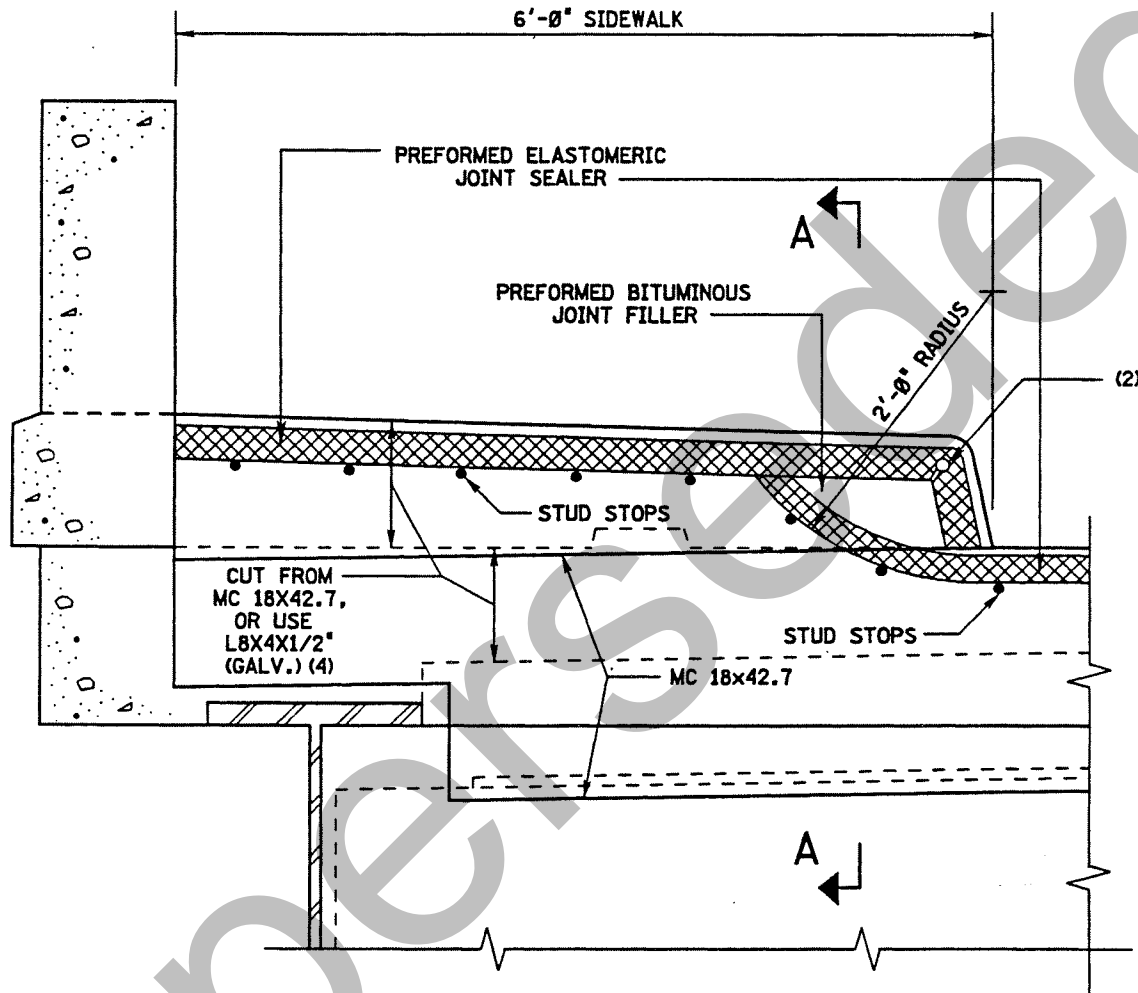 6'-0" SIDEWALK
PREFORMED ELASTOMERIC
JOINT SEALER
A
PREFORMED BITUMINOUS
JOINT FILLER
2'-0" RADIUS
(2)
STUD STOPS
CUT FROM
MC 18X42.7,
OR USE
L8X4X1/2"
(GALV.) (4)
STUD STOPS
MC 18x42.7
A
persede